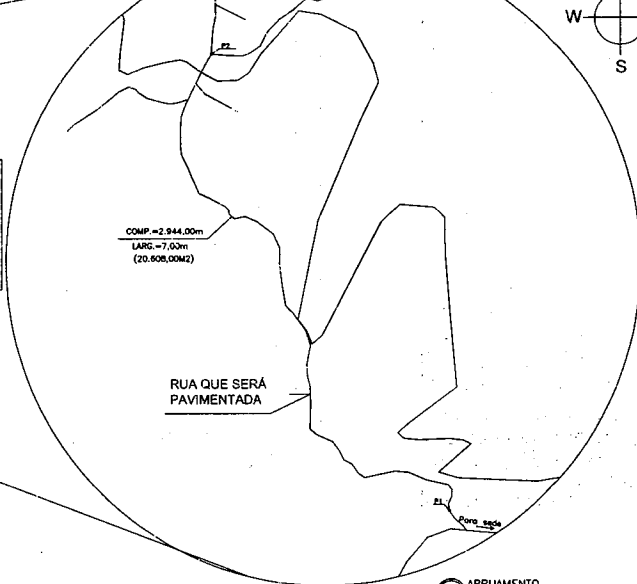 W
S
P2
COMP.=2.944,00m
LARG.=7,00m
(20.608,00M2)
RUA QUE SERÁ
PAVIMENTADA
P1
Para sede
ARRUAMENTO